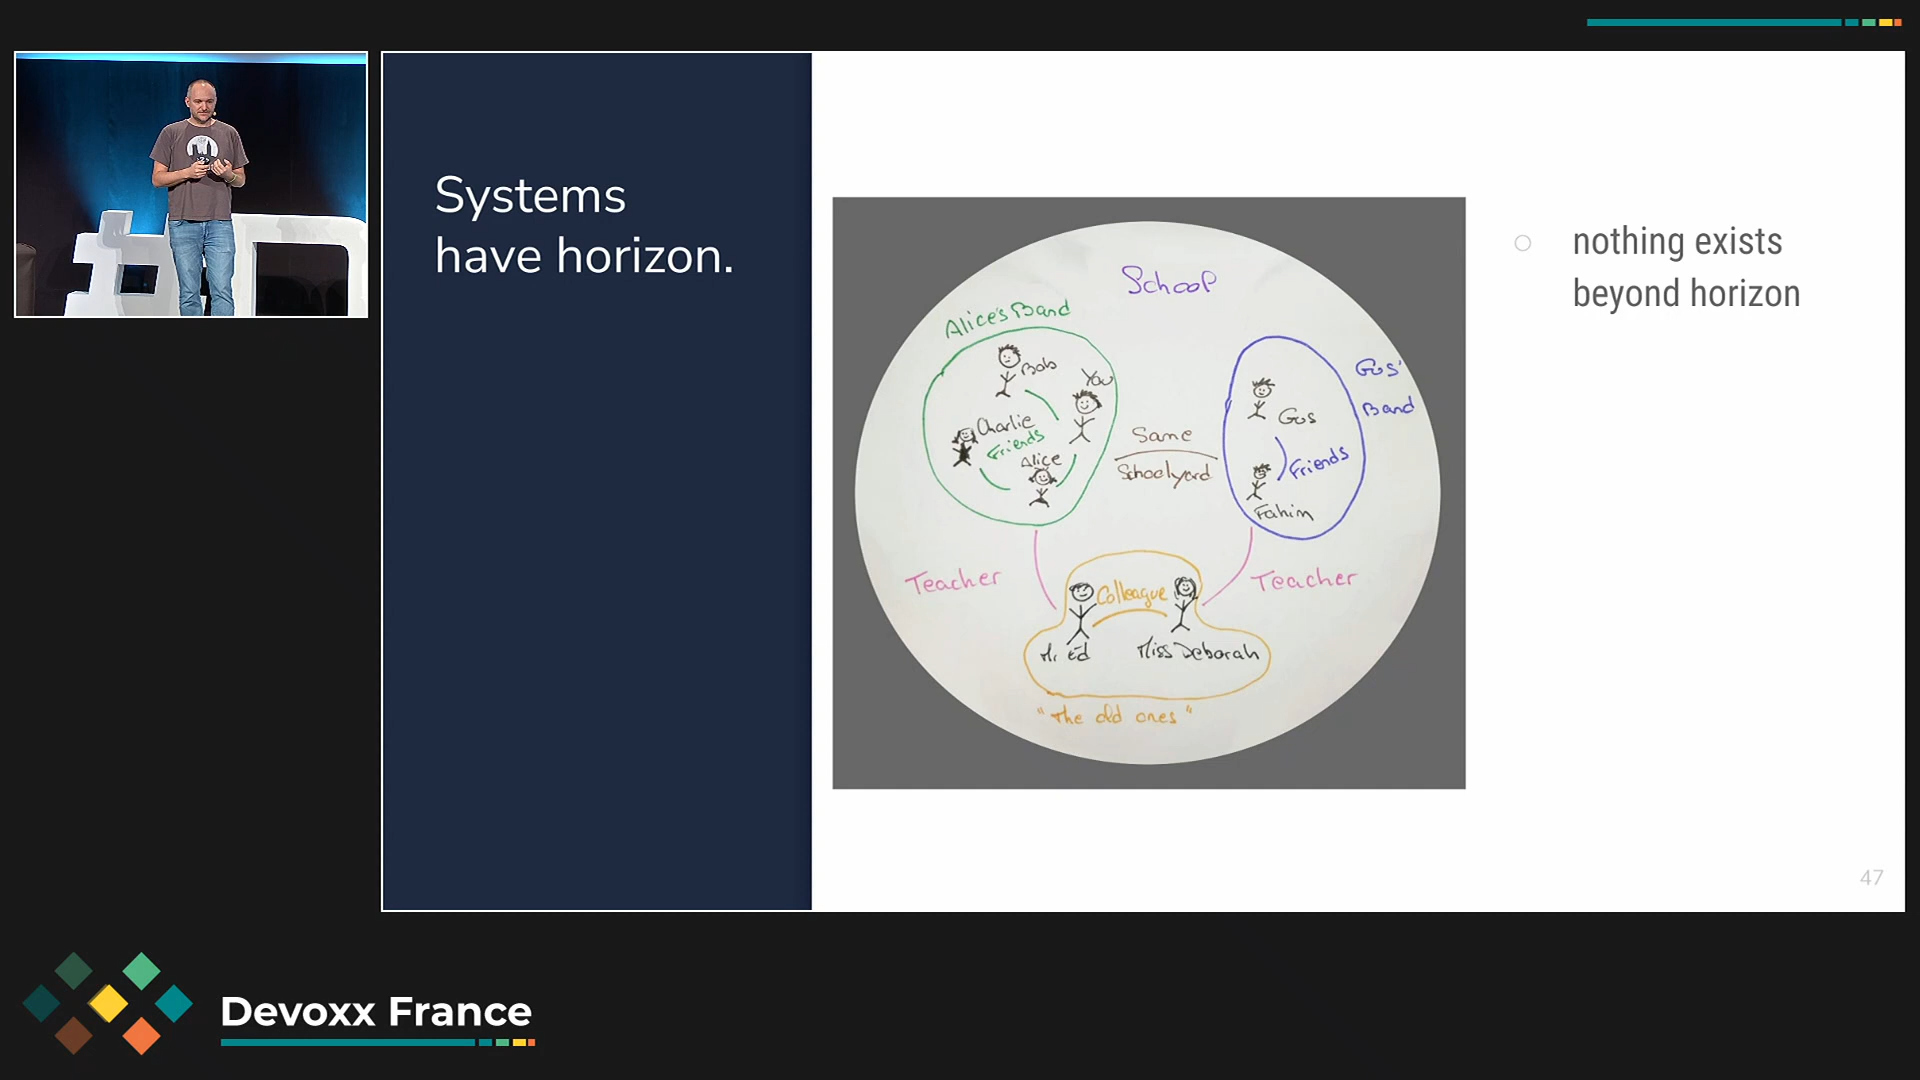 Systems
have horizon.
School
Alice's Band
Bob
You
Charlie
Friends
Alice
Same
Schoolyard
Gus'
Band
Gus
Friends
Fahim
Teacher
Teacher
Colleague
Mr. Ed
Miss Deborah
"The old ones"
nothing exists
beyond horizon
47
Devoxx France